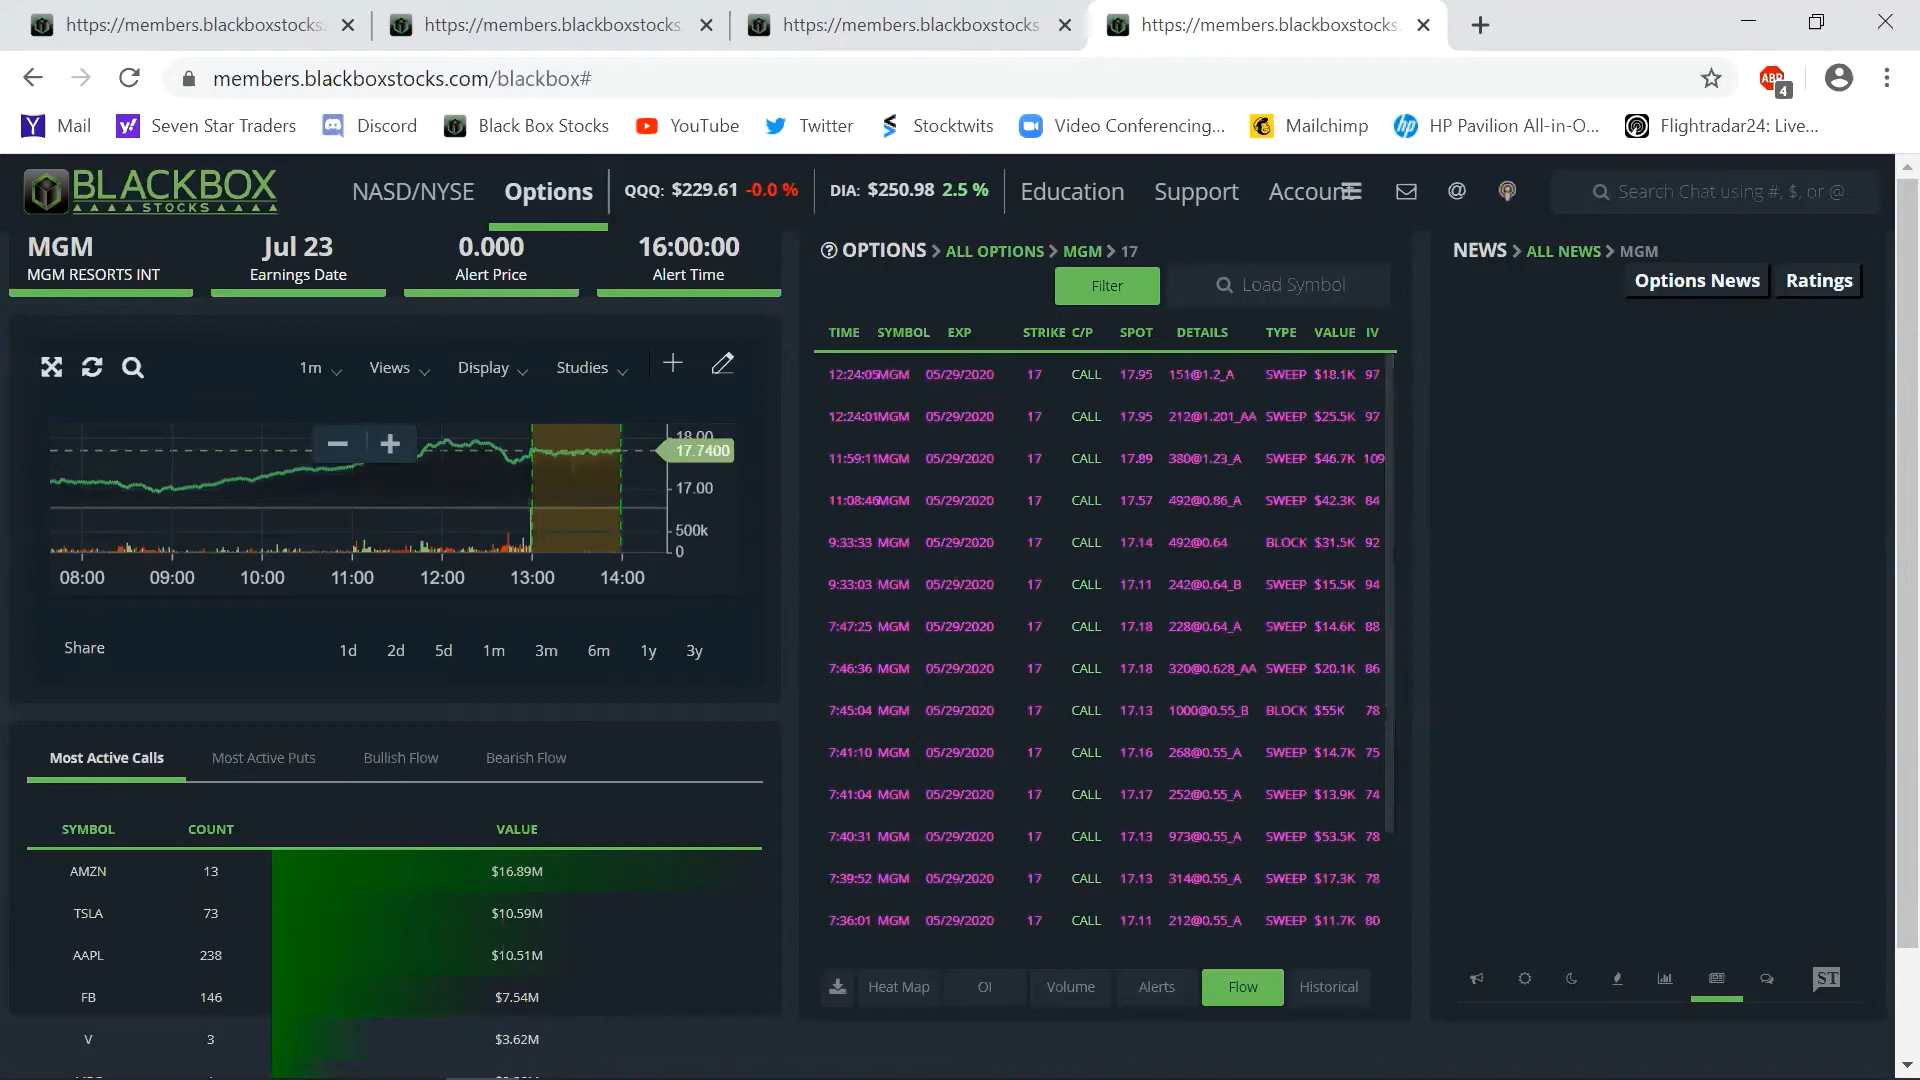 https://members.blackboxstocks. https://members.blackboxstocks. https://members.blackboxstocks https://members.blackboxstocks.
members.blackboxstocks.com/blackbox# ABP 4
Mail Seven Star Traders Discord Black Box Stocks YouTube Twitter Stocktwits Video Conferencing... Mailchimp HP Pavilion All-in-O... Flightradar24: Live...
BLACKBOX STOCKS NASD/NYSE Options QQQ: $229.61 -0.0 % DIA: $250.98 2.5 % Education Support Account Search Chat using #, $, or @
MGM Jul 23 0.000 16:00:00
MGM RESORTS INT Earnings Date Alert Price Alert Time
1m Views Display Studies
18.00
17.7400
17.00
500k
0
08:00 09:00 10:00 11:00 12:00 13:00 14:00
Share 1d 2d 5d 1m 3m 6m 1y 3y
Most Active Calls Most Active Puts Bullish Flow Bearish Flow
SYMBOL COUNT VALUE
AMZN 13 $16.89M
TSLA 73 $10.59M
AAPL 238 $10.51M
FB 146 $7.54M
V 3 $3.62M
OPTIONS > ALL OPTIONS > MGM > 17
Filter Load Symbol
TIME SYMBOL EXP STRIKE C/P SPOT DETAILS TYPE VALUE IV
12:24:05 MGM 05/29/2020 17 CALL 17.95 151@1.2_A SWEEP $18.1K 97
12:24:01 MGM 05/29/2020 17 CALL 17.95 212@1.201_AA SWEEP $25.5K 97
11:59:11 MGM 05/29/2020 17 CALL 17.89 380@1.23_A SWEEP $46.7K 109
11:08:46 MGM 05/29/2020 17 CALL 17.57 492@0.86_A SWEEP $42.3K 84
9:33:33 MGM 05/29/2020 17 CALL 17.14 492@0.64 BLOCK $31.5K 92
9:33:03 MGM 05/29/2020 17 CALL 17.11 242@0.64_B SWEEP $15.5K 94
7:47:25 MGM 05/29/2020 17 CALL 17.18 228@0.64_A SWEEP $14.6K 88
7:46:36 MGM 05/29/2020 17 CALL 17.18 320@0.628_AA SWEEP $20.1K 86
7:45:04 MGM 05/29/2020 17 CALL 17.13 1000@0.55_B BLOCK $55K 78
7:41:10 MGM 05/29/2020 17 CALL 17.16 268@0.55_A SWEEP $14.7K 75
7:41:04 MGM 05/29/2020 17 CALL 17.17 252@0.55_A SWEEP $13.9K 74
7:40:31 MGM 05/29/2020 17 CALL 17.13 973@0.55_A SWEEP $53.5K 78
7:39:52 MGM 05/29/2020 17 CALL 17.13 314@0.55_A SWEEP $17.3K 78
7:36:01 MGM 05/29/2020 17 CALL 17.11 212@0.55_A SWEEP $11.7K 80
Heat Map OI Volume Alerts Flow Historical
NEWS > ALL NEWS > MGM
Options News Ratings
ST